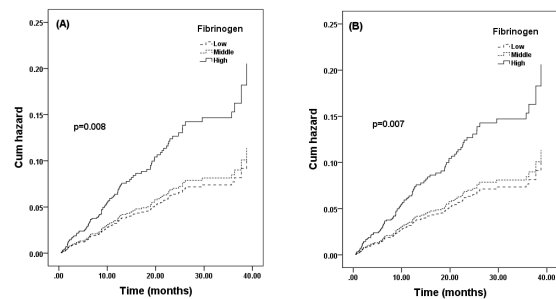 (A)
Fibrinogen
Low
Middle
High
p=0.008
Cum hazard
0.25
0.20
0.15
0.10
0.05
0.00
.00 10.00 20.00 30.00 40.00
Time (months)
(B)
Fibrinogen
Low
Middle
High
p=0.007
Cum hazard
0.25
0.20
0.15
0.10
0.05
0.00
.00 10.00 20.00 30.00 40.00
Time (months)